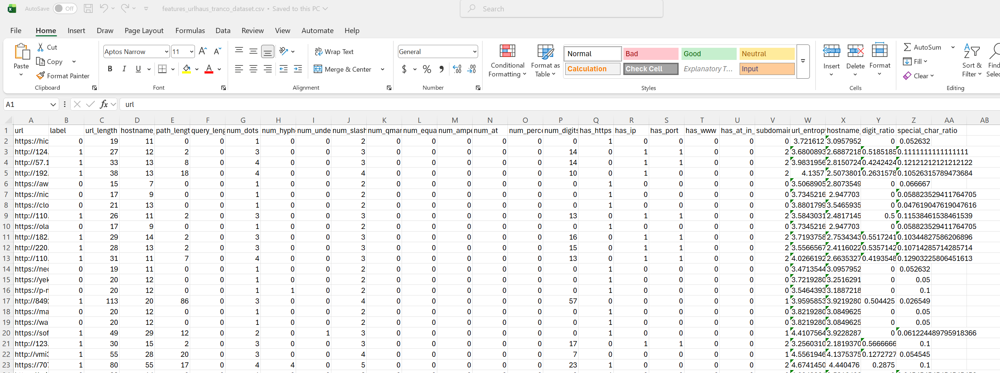 AutoSave Off features_urlhaus_tranco_dataset.csv • Saved to this PC Search
File Home Insert Draw Page Layout Formulas Data Review View Automate Help
Paste Cut Copy Format Painter Clipboard
Aptos Narrow 11 A A B I U A Font
Wrap Text Merge & Center Alignment
General $ % 9 .00 .00 Number
Conditional Formatting Format as Table
Normal Bad Good Neutral
Calculation Check Cell Explanatory T... Input
Styles
Insert Delete Format Cells
AutoSum Fill Clear Sort & Filter Find Selec Editing
A1 fx url
A B C D E F G H I J K L M N O P Q R S T U V W X Y Z AA AB
1 url label url_length hostname_ path_lengt query_leng num_dots num_hyphe num_unde num_slash num_qmar num_equa num_ampe num_at num_perce num_digits has_https has_ip has_port has_www has_at_in_ subdomain url_entropy hostname_ digit_ratio special_char_ratio
2 https://hic 0 19 11 0 0 1 0 0 2 0 0 0 0 0 0 1 0 0 0 0 0 3.721612 3.0957952 0 0.052632
3 http://124. 1 27 12 2 0 3 0 0 3 0 0 0 0 0 14 0 1 1 0 0 2 3.6800893 2.6887218 0.5185185 0.1111111111111111
4 http://57.1 1 33 13 8 0 4 0 0 3 0 0 0 0 0 14 0 1 1 0 0 2 3.9831956 2.8150724 0.4242424 0.12121212121212122
5 http://192. 1 38 13 18 0 4 0 0 4 0 0 0 0 0 10 0 1 0 0 0 2 4.1357 2.5073801 0.2631578 0.10526315789473684
6 https://aw 0 15 7 0 0 1 0 0 2 0 0 0 0 0 0 1 0 0 0 0 0 3.5068905 2.8073549 0 0.066667
7 https://nic 0 17 9 0 0 1 0 0 2 0 0 0 0 0 0 1 0 0 0 0 0 3.7345216 2.947703 0 0.058823529411764705
8 https://clo 0 21 13 0 0 1 0 0 2 0 0 0 0 0 0 1 0 0 0 0 0 3.8801799 3.5465935 0 0.047619047619047616
9 http://110. 1 26 11 2 0 3 0 0 3 0 0 0 0 0 13 0 1 1 0 0 2 3.5843031 2.4817145 0.5 0.11538461538461539
10 https://ola 0 17 9 0 0 1 0 0 2 0 0 0 0 0 0 1 0 0 0 0 0 3.7345216 2.947703 0 0.058823529411764705
11 http://182. 1 29 14 2 0 3 0 0 3 0 0 0 0 0 16 0 1 1 0 0 2 3.7193758 2.7534343 0.5517241 0.10344827586206896
12 http://220. 1 28 13 2 0 3 0 0 3 0 0 0 0 0 15 0 1 1 0 0 2 3.5566567 2.4116022 0.5357142 0.10714285714285714
13 http://110. 1 31 11 7 0 4 0 0 3 0 0 0 0 0 13 0 1 1 0 0 2 4.0266192 2.6635327 0.4193548 0.12903225806451613
14 https://nec 0 19 11 0 0 1 0 0 2 0 0 0 0 0 0 1 0 0 0 0 0 3.4713544 3.0957952 0 0.052632
15 https://yek 0 20 12 0 0 1 0 0 2 0 0 0 0 0 0 1 0 0 0 0 0 3.7219280 3.2516291 0 0.05
16 https://p-n 0 20 12 0 0 1 1 0 2 0 0 0 0 0 0 1 0 0 0 0 0 3.5464393 3.1887218 0 0.1
17 http://849: 1 113 20 86 0 3 0 0 4 0 0 0 0 0 57 0 0 0 0 0 1 3.9595853 3.9219280 0.504425 0.026549
18 https://ma 0 20 12 0 0 1 0 0 2 0 0 0 0 0 0 1 0 0 0 0 0 3.8219280 3.0849625 0 0.05
19 https://wa 0 20 12 0 0 1 0 0 2 0 0 0 0 0 0 1 0 0 0 0 0 3.8219280 3.0849625 0 0.05
20 https://sof 1 49 29 12 0 2 0 1 3 0 0 0 0 0 0 1 0 0 0 0 1 4.4107564 3.9228287 0 0.061224489795918366
21 http://123. 1 30 15 2 0 3 0 0 3 0 0 0 0 0 17 0 1 1 0 0 2 3.2560310 2.1819370 0.5666666 0.1
22 http://vmi3 1 55 28 20 0 3 0 0 4 0 0 0 0 0 7 0 0 0 0 0 1 4.5561946 4.1375375 0.1272727 0.054545
23 https://707 1 80 55 17 0 4 4 0 5 0 0 0 0 0 23 1 0 0 0 0 2 4.6741450 4.440476 0.2875 0.1